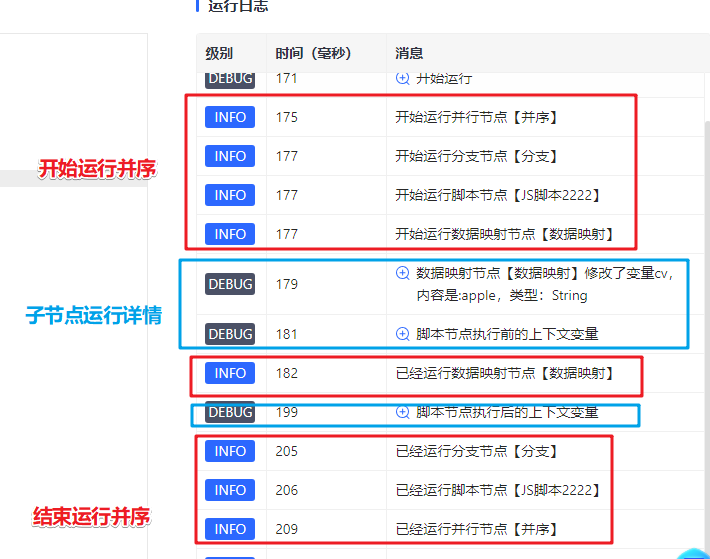 运行日志
级别 时间（毫秒） 消息
DEBUG 171 开始运行
INFO 175 开始运行并行节点【并序】
开始运行并序
INFO 177 开始运行分支节点【分支】
INFO 177 开始运行脚本节点【JS脚本2222】
INFO 177 开始运行数据映射节点【数据映射】
子节点运行详情
DEBUG 179 数据映射节点【数据映射】修改了变量cv，
内容是:apple，类型：String
DEBUG 181 脚本节点执行前的上下文变量
INFO 182 已经运行数据映射节点【数据映射】
DEBUG 199 脚本节点执行后的上下文变量
INFO 205 已经运行分支节点【分支】
INFO 206 已经运行脚本节点【JS脚本2222】
结束运行并序
INFO 209 已经运行并行节点【并序】